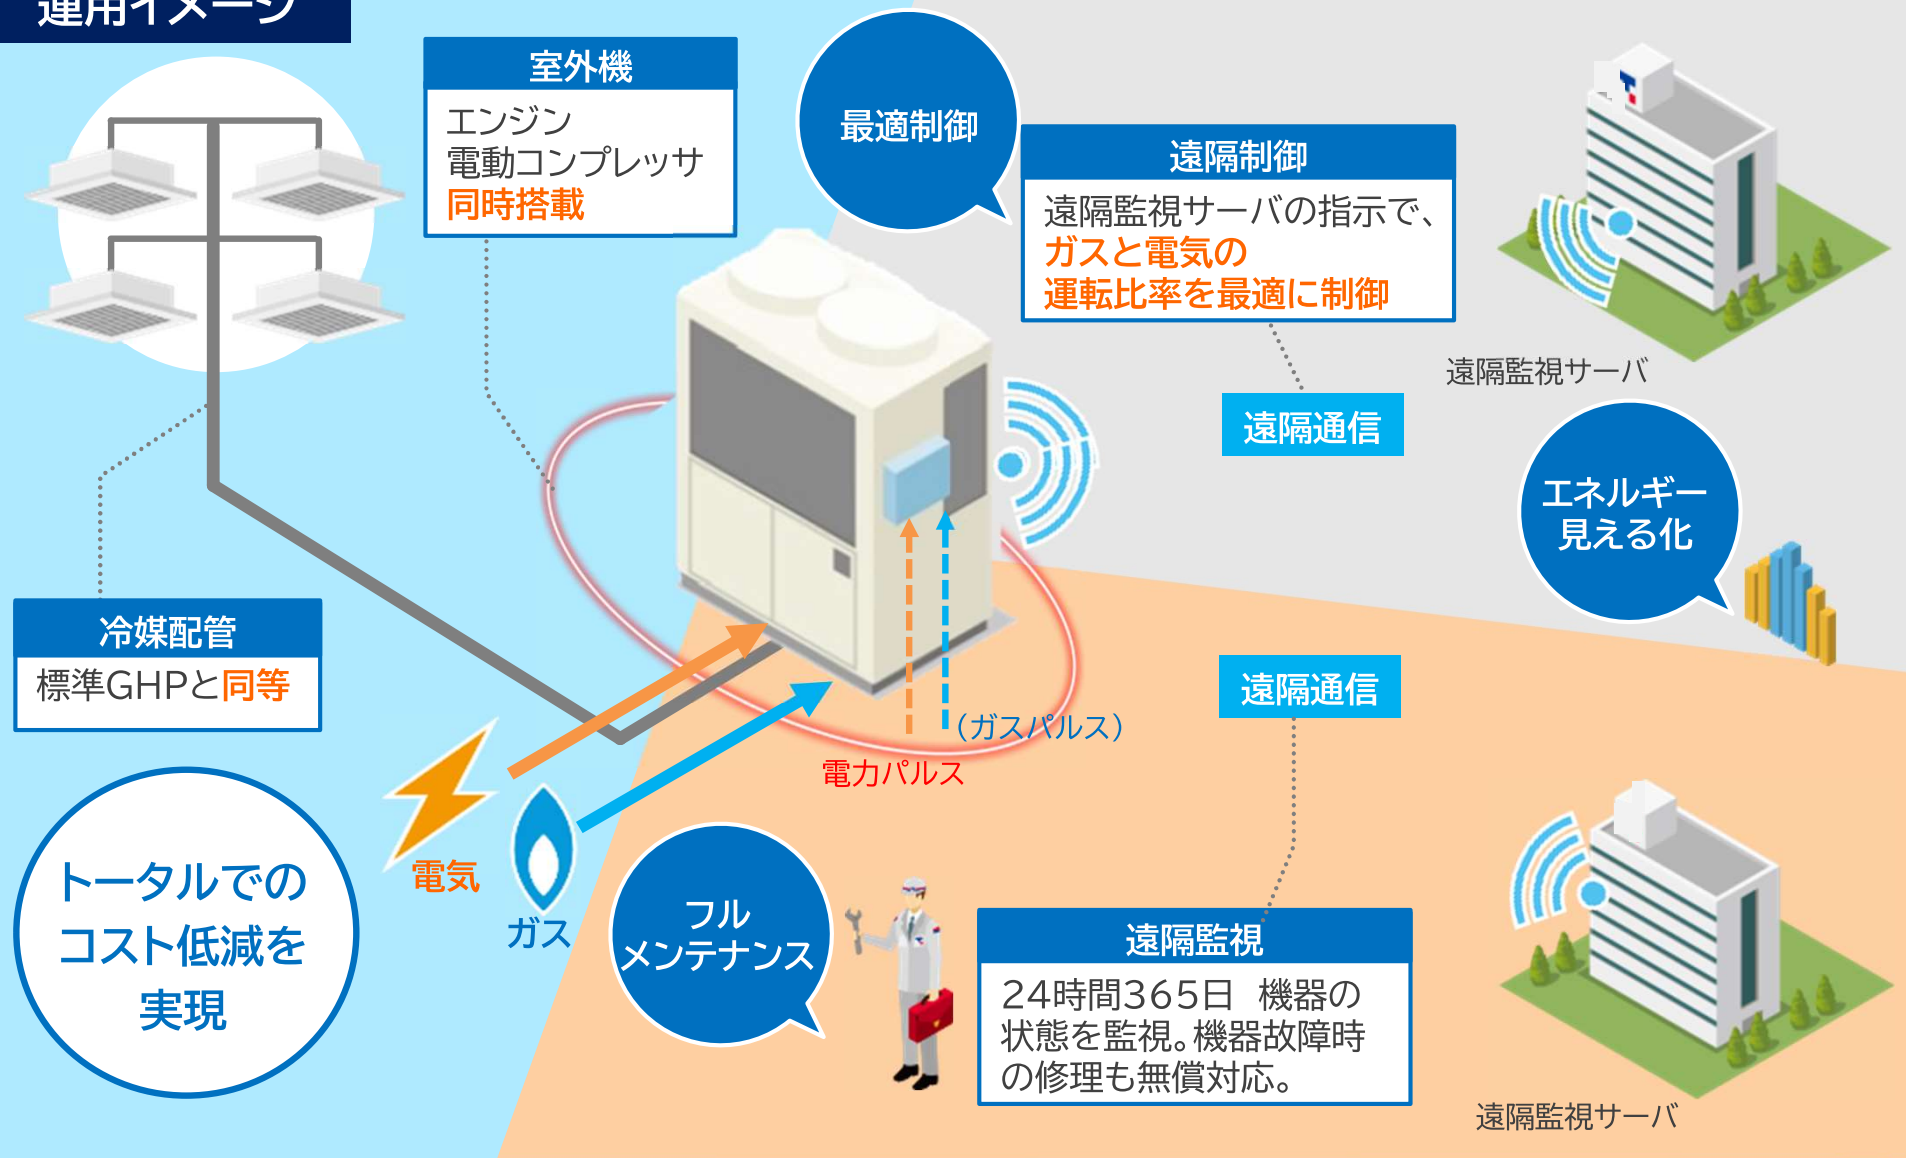 運用イメージ
室外機
エンジン
電動コンプレッサ
同時搭載
最適制御
遠隔制御
遠隔監視サーバの指示で、
ガスと電気の
運転比率を最適に制御
遠隔監視サーバ
遠隔通信
エネルギー
見える化
冷媒配管
標準GHPと同等
遠隔通信
(ガスパルス)
電力パルス
トータルでの
コスト低減を
実現
電気
ガス
フル
メンテナンス
遠隔監視
24時間365日 機器の
状態を監視。機器故障時
の修理も無償対応。
遠隔監視サーバ